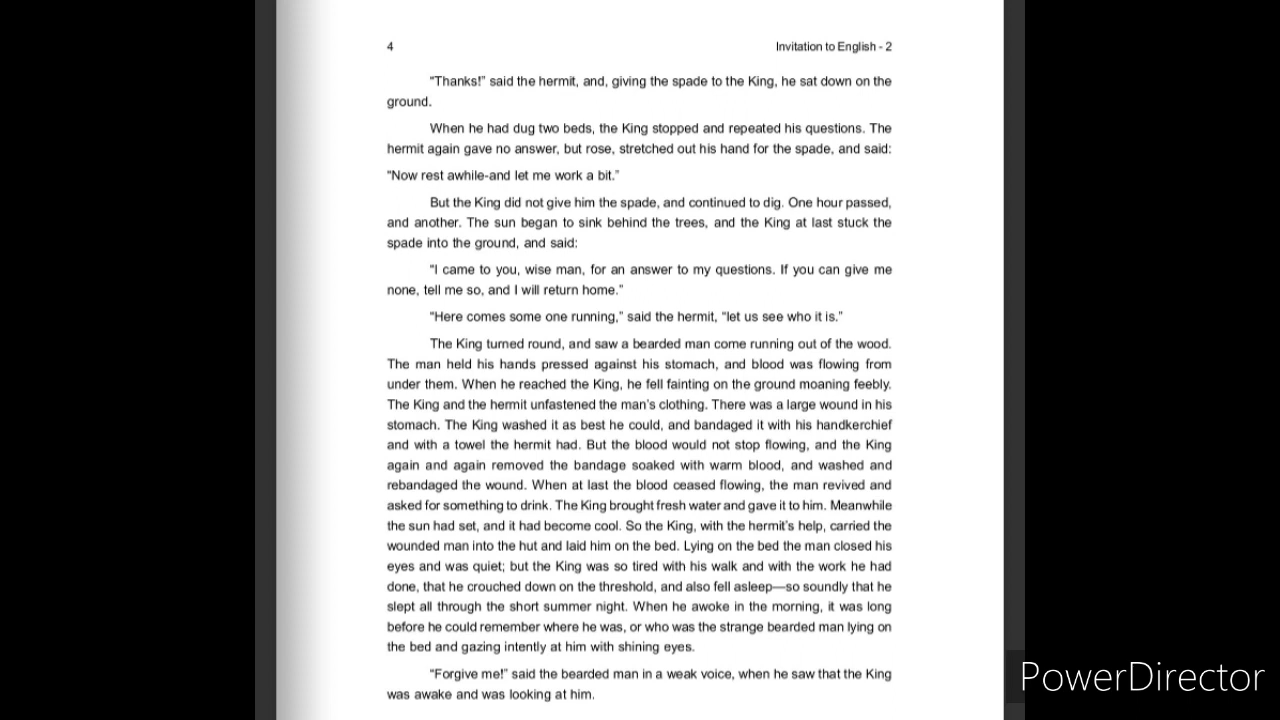 4 Invitation to English - 2
"Thanks!" said the hermit, and, giving the spade to the King, he sat down on the
ground.
When he had dug two beds, the King stopped and repeated his questions. The
hermit again gave no answer, but rose, stretched out his hand for the spade, and said:
"Now rest awhile-and let me work a bit."
But the King did not give him the spade, and continued to dig. One hour passed,
and another. The sun began to sink behind the trees, and the King at last stuck the
spade into the ground, and said:
"I came to you, wise man, for an answer to my questions. If you can give me
none, tell me so, and I will return home."
"Here comes some one running," said the hermit, "let us see who it is."
The King turned round, and saw a bearded man come running out of the wood.
The man held his hands pressed against his stomach, and blood was flowing from
under them. When he reached the King, he fell fainting on the ground moaning feebly.
The King and the hermit unfastened the man's clothing. There was a large wound in his
stomach. The King washed it as best he could, and bandaged it with his handkerchief
and with a towel the hermit had. But the blood would not stop flowing, and the King
again and again removed the bandage soaked with warm blood, and washed and
rebandaged the wound. When at last the blood ceased flowing, the man revived and
asked for something to drink. The King brought fresh water and gave it to him. Meanwhile
the sun had set, and it had become cool. So the King, with the hermit's help, carried the
wounded man into the hut and laid him on the bed. Lying on the bed the man closed his
eyes and was quiet; but the King was so tired with his walk and with the work he had
done, that he crouched down on the threshold, and also fell asleep—so soundly that he
slept all through the short summer night. When he awoke in the morning, it was long
before he could remember where he was, or who was the strange bearded man lying on
the bed and gazing intently at him with shining eyes.
"Forgive me!" said the bearded man in a weak voice, when he saw that the King
was awake and was looking at him.
PowerDirector